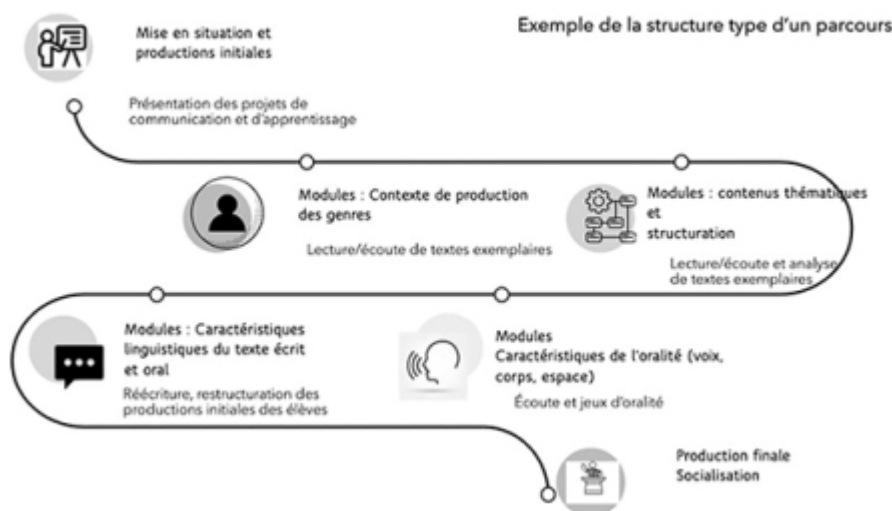 Exemple de la structure type d'un parcours
Mise en situation et
productions initiales
Présentation des projets de
communication et d'apprentissage
Modules : Contexte de production
des genres
Lecture/écoute de textes exemplaires
Modules : contenus thématiques
et
structuration
Lecture/écoute et analyse
de textes exemplaires
Modules : Caractéristiques
linguistiques du texte écrit
et oral
Réécriture, restructuration des
productions initiales des élèves
Modules
Caractéristiques de l'oralité (voix,
corps, espace)
Écoute et jeux d'oralité
Production finale
Socialisation